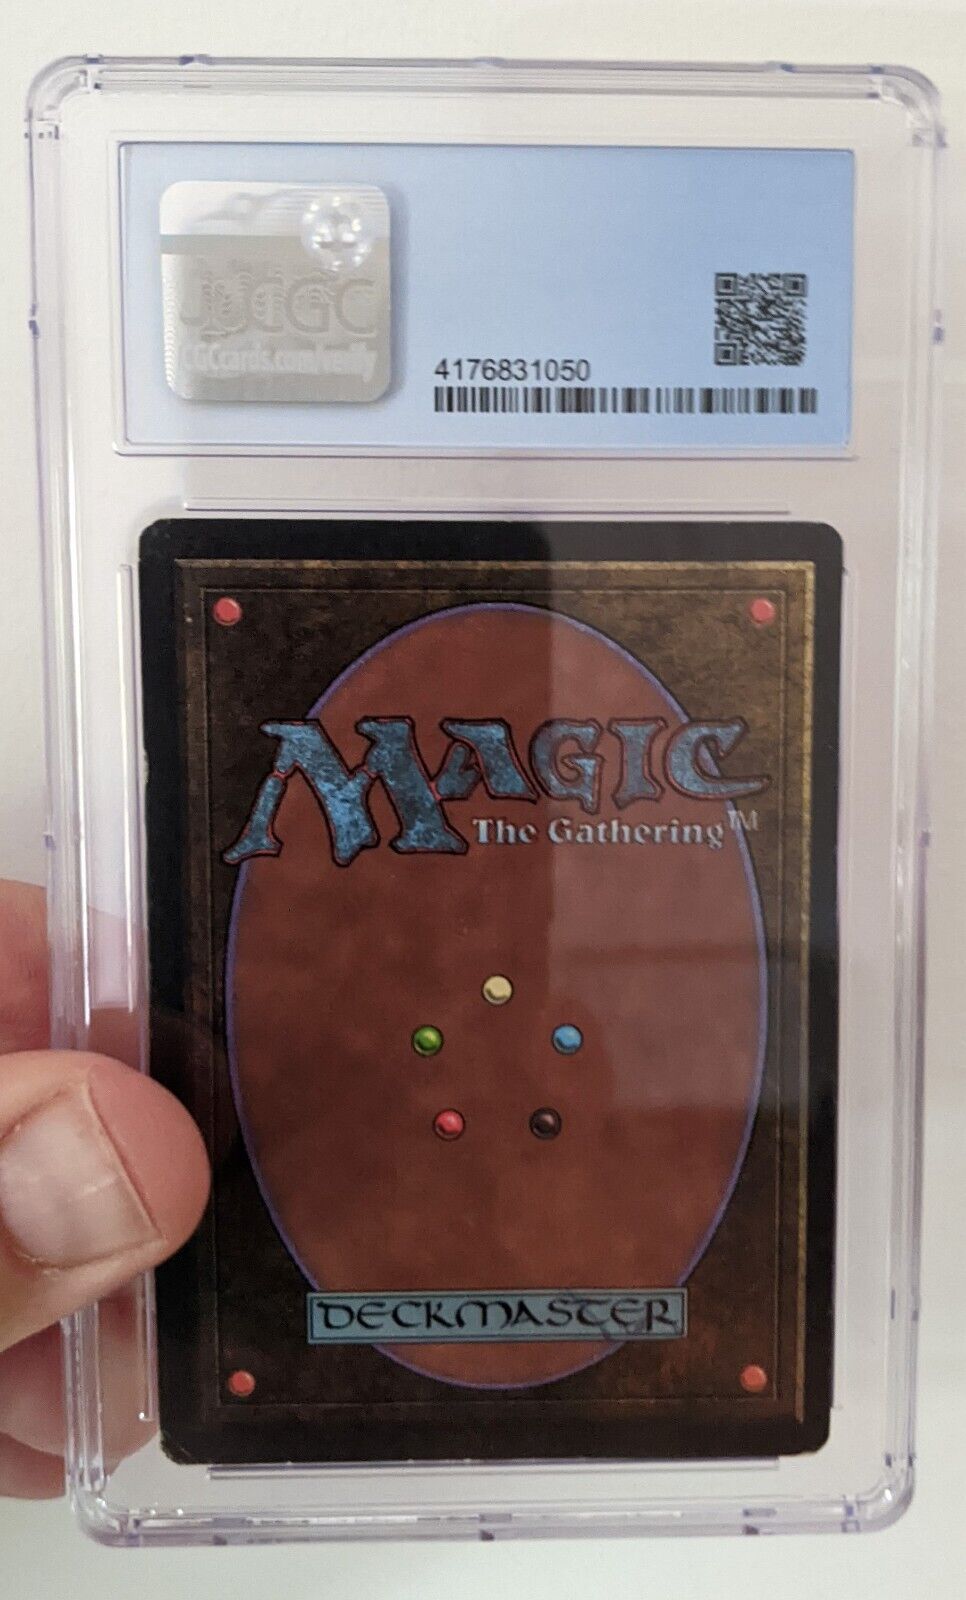 CGC
CGCcards.com/verify
4176831050
MAGIC
The Gathering™
DECKMASTER